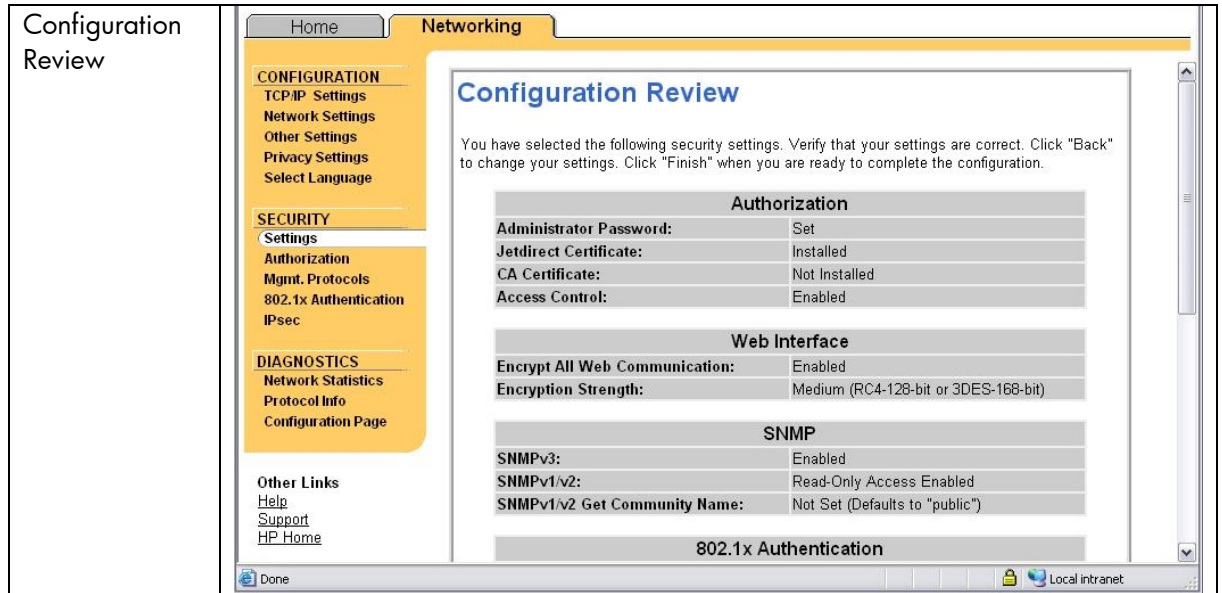 Configuration
Review
Home
Networking
CONFIGURATION
TCP/IP Settings
Network Settings
Other Settings
Privacy Settings
Select Language
SECURITY
Settings
Authorization
Mgmt. Protocols
802.1x Authentication
IPsec
DIAGNOSTICS
Network Statistics
Protocol Info
Configuration Page
Other Links
Help
Support
HP Home
Configuration Review
You have selected the following security settings. Verify that your settings are correct. Click "Back"
to change your settings. Click "Finish" when you are ready to complete the configuration.
Authorization
Administrator Password: Set
Jetdirect Certificate: Installed
CA Certificate: Not Installed
Access Control: Enabled
Web Interface
Encrypt All Web Communication: Enabled
Encryption Strength: Medium (RC4-128-bit or 3DES-168-bit)
SNMP
SNMPv3: Enabled
SNMPv1/v2: Read-Only Access Enabled
SNMPv1/v2 Get Community Name: Not Set (Defaults to "public")
802.1x Authentication
Done
Local intranet